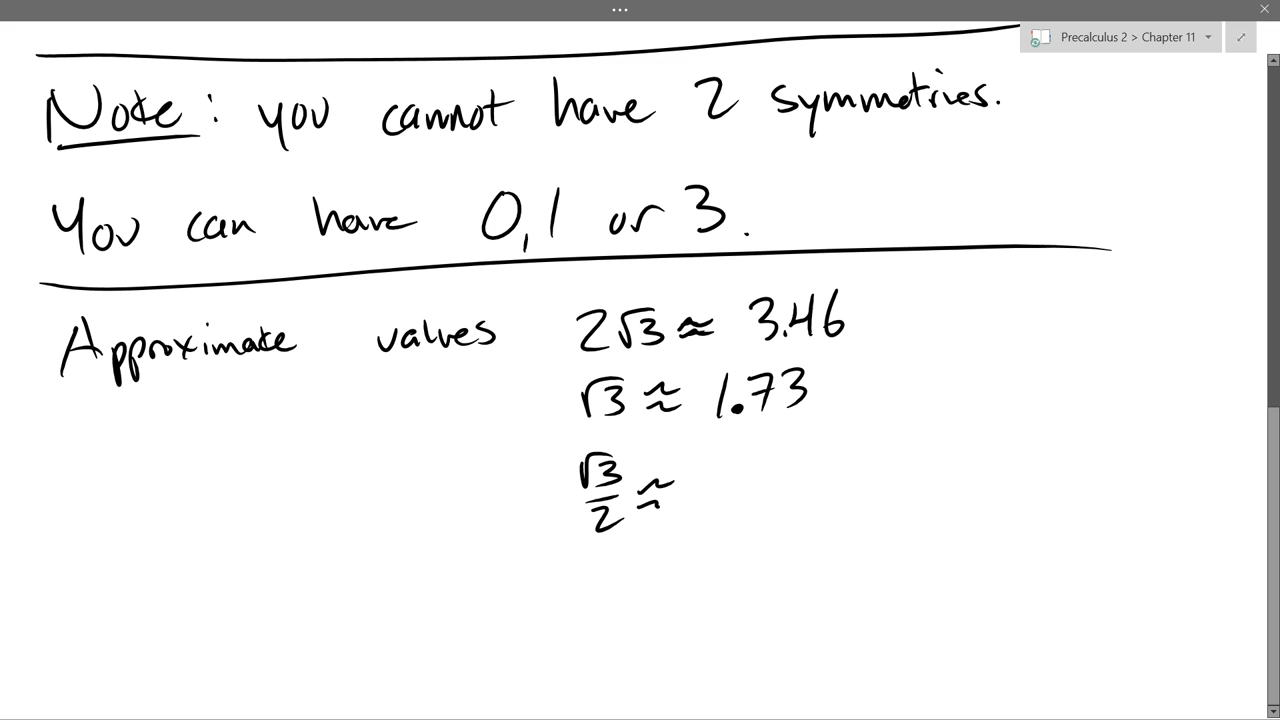 Precalculus 2 > Chapter 11
Note: you cannot have 2 symmetries.
You can have 0, 1 or 3.
Approximate values 2√3 ≈ 3.46
√3 ≈ 1.73
√3/2 ≈